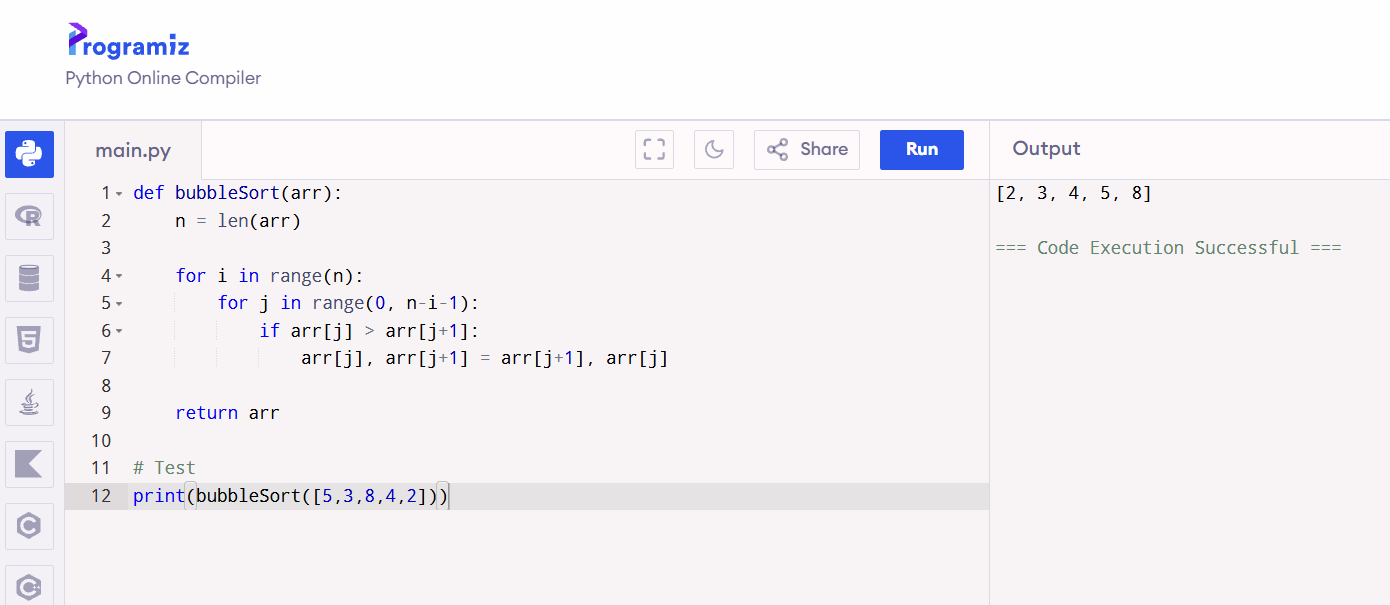 Programiz
Python Online Compiler
main.py
Share
Run
Output
1 def bubbleSort(arr):
2     n = len(arr)
3
4     for i in range(n):
5         for j in range(0, n-i-1):
6             if arr[j] > arr[j+1]:
7                 arr[j], arr[j+1] = arr[j+1], arr[j]
8
9     return arr
10
11 # Test
12 print(bubbleSort([5,3,8,4,2]))
[2, 3, 4, 5, 8]
=== Code Execution Successful ===
R
5
C
C+